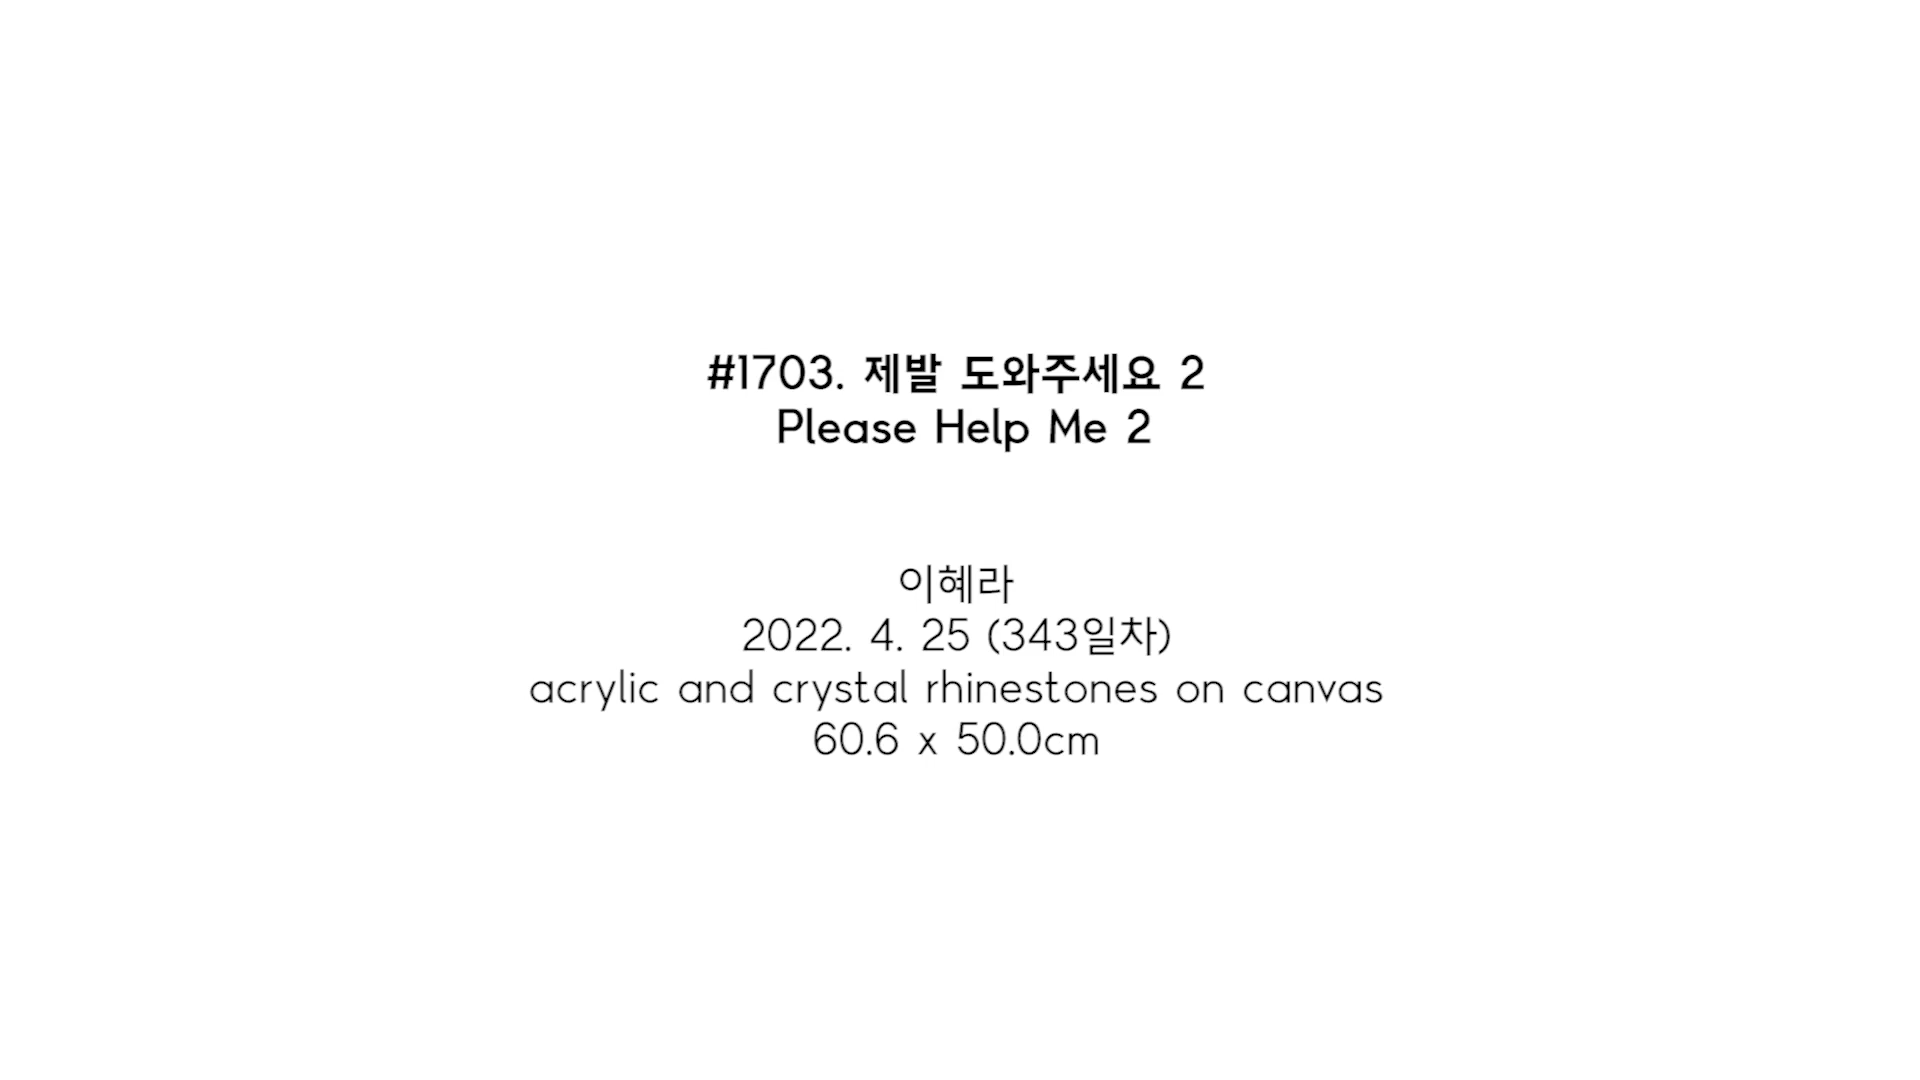 #1703. 제발 도와주세요 2
Please Help Me 2
이혜라
2022. 4. 25 (343일차)
acrylic and crystal rhinestones on canvas
60.6 x 50.0cm